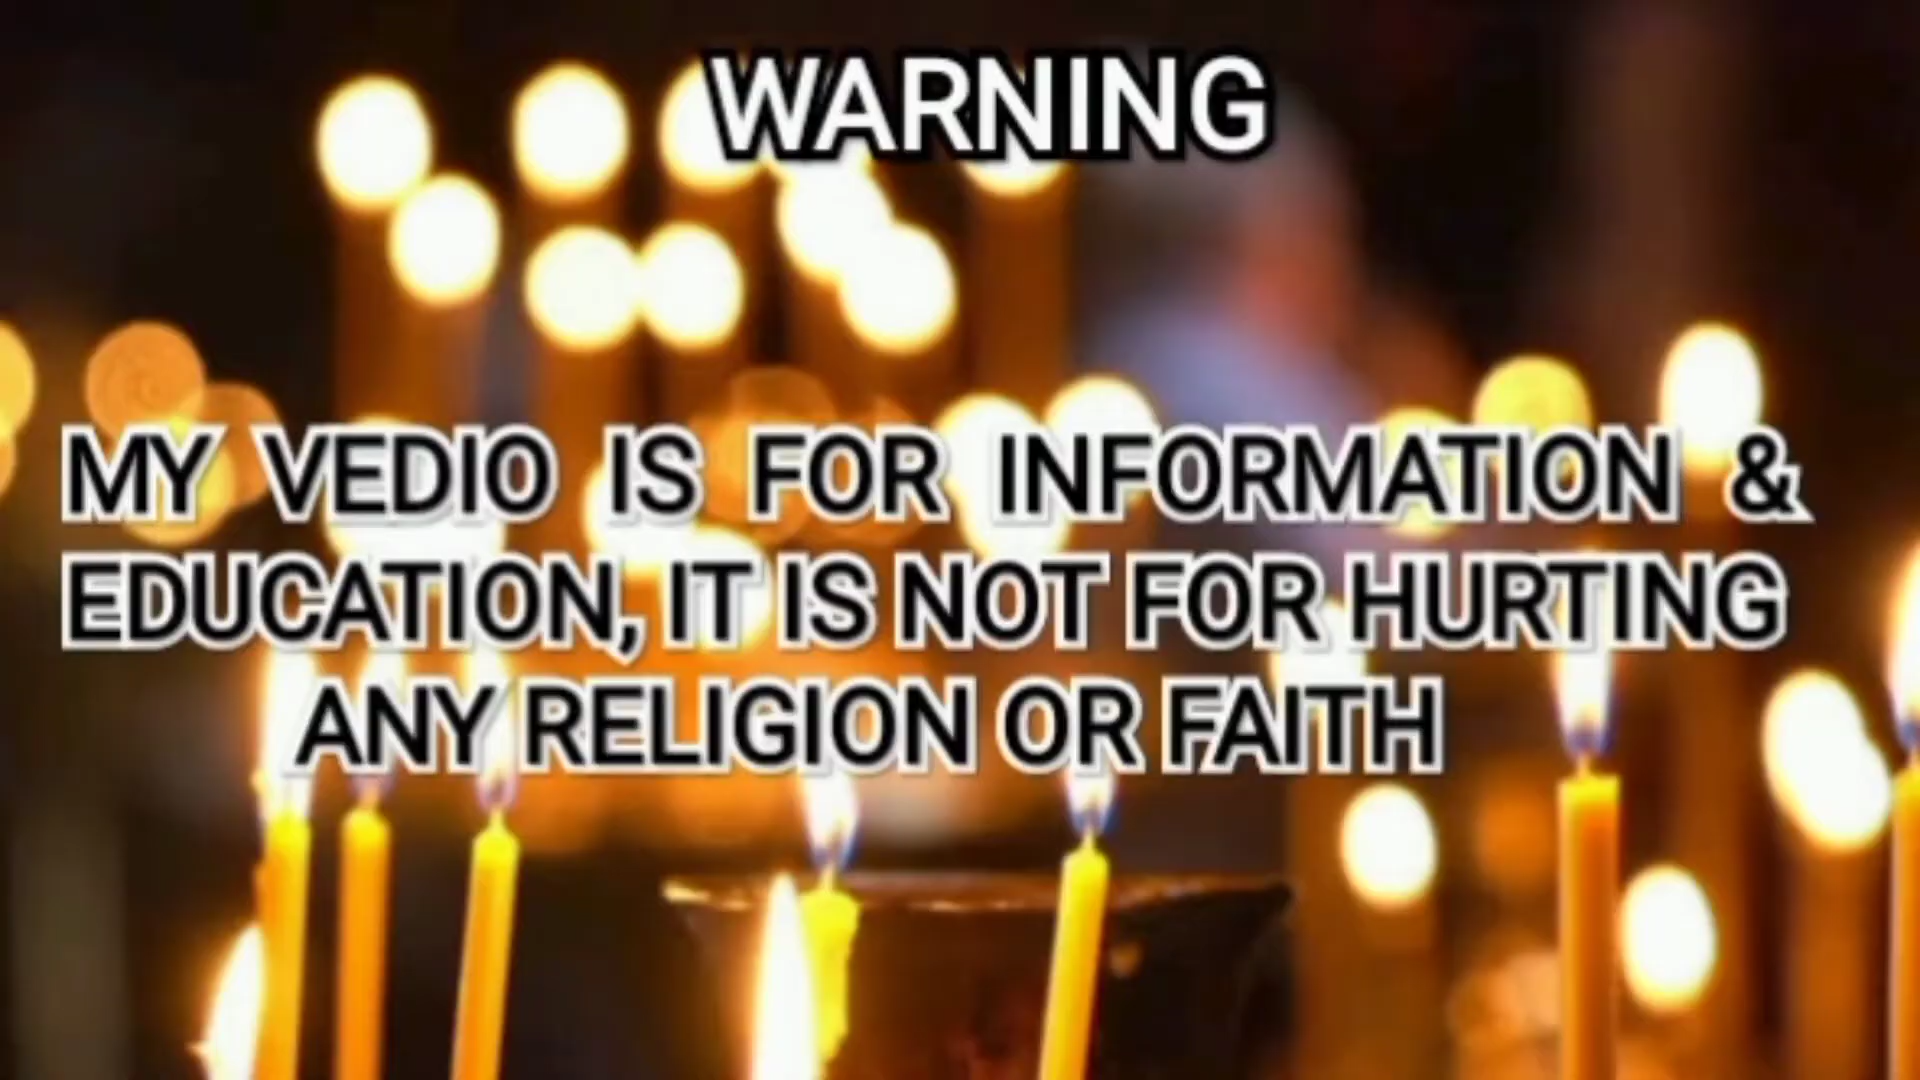 WARNING
MY VEDIO IS FOR INFORMATION &
EDUCATION, IT IS NOT FOR HURTING
ANY RELIGION OR FAITH